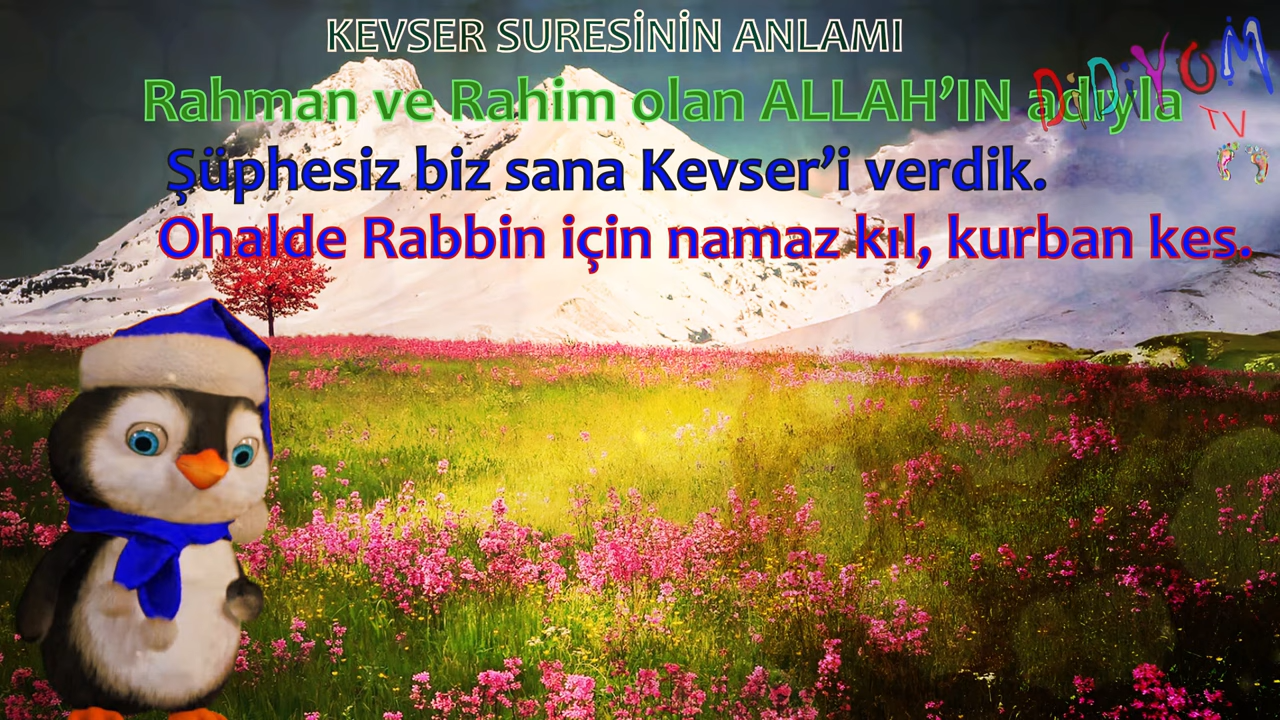 KEVSER SURESİNİN ANLAMI
Rahman ve Rahim olan ALLAH’IN adıyla
Şüphesiz biz sana Kevser’i verdik.
Ohalde Rabbin için namaz kıl, kurban kes.
DiDiYOM
TV